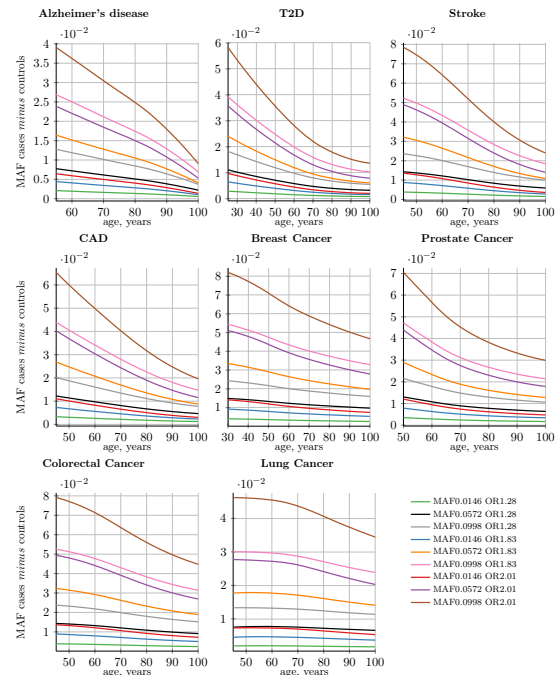 Alzheimer's disease
·10⁻²
MAF cases minus controls
4
3.5
3
2.5
2
1.5
1
0.5
0
60 70 80 90 100
age, years
T2D
·10⁻²
6
5
4
3
2
1
0
30 40 50 60 70 80 90 100
age, years
Stroke
·10⁻²
8
7
6
5
4
3
2
1
0
50 60 70 80 90 100
age, years
CAD
·10⁻²
MAF cases minus controls
6
5
4
3
2
1
0
50 60 70 80 90 100
age, years
Breast Cancer
·10⁻²
8
7
6
5
4
3
2
1
30 40 50 60 70 80 90 100
age, years
Prostate Cancer
·10⁻²
7
6
5
4
3
2
1
0
50 60 70 80 90 100
age, years
Colorectal Cancer
·10⁻²
MAF cases minus controls
8
7
6
5
4
3
2
1
50 60 70 80 90 100
age, years
Lung Cancer
·10⁻²
4
3
2
1
50 60 70 80 90 100
age, years
MAF0.0146 OR1.28
MAF0.0572 OR1.28
MAF0.0998 OR1.28
MAF0.0146 OR1.83
MAF0.0572 OR1.83
MAF0.0998 OR1.83
MAF0.0146 OR2.01
MAF0.0572 OR2.01
MAF0.0998 OR2.01